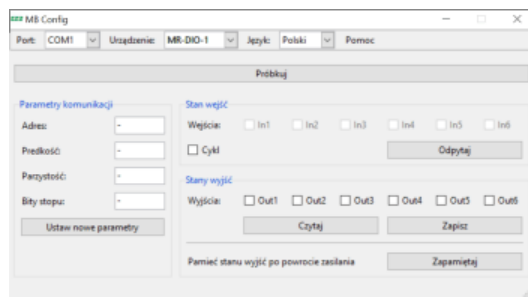 MB Config
Port: COM1 Urządzenie: MR-DIO-1 Język: Polski Pomoc
Próbkuj
Parametry komunikacji
Adres: -
Predkość: -
Parzystość: -
Bity stopu: -
Ustaw nowe parametry
Stan wejść
Wejścia: In1 In2 In3 In4 In5 In6
Cykl Odpytaj
Stany wyjść
Wyjścia: Out1 Out2 Out3 Out4 Out5 Out6
Czytaj Zapisz
Pamieć stanu wyjść po powrocie zasilania Zapamiętaj